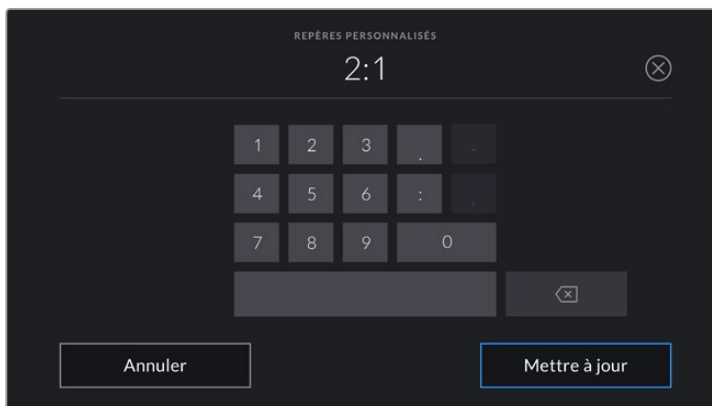 REPÈRES PERSONNALISÉS
2:1
1 2 3 . -
4 5 6 : ,
7 8 9 0
Annuler Mettre à jour